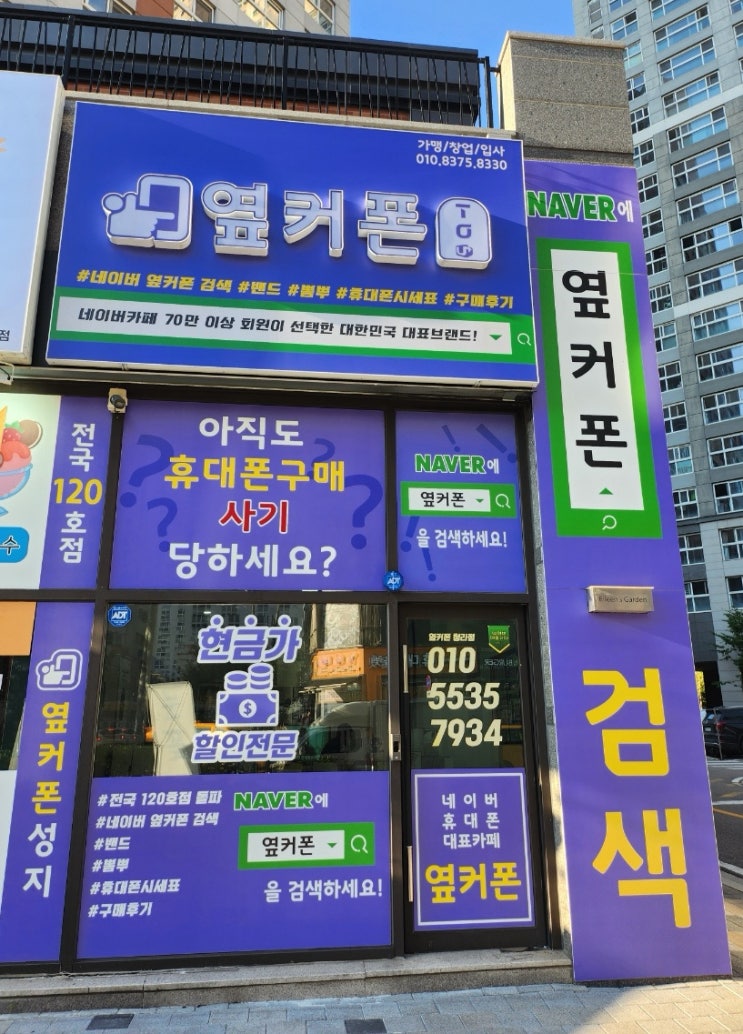 가맹/창업/입사
010.8375.8330
옆커폰 TOP
#네이버 옆커폰 검색 #밴드 #뽐뿌 #휴대폰시세표 #구매후기
네이버카페 70만 이상 회원이 선택한 대한민국 대표브랜드!
NAVER에
옆커폰
검색
전국
120
호점
아직도
휴대폰구매
사기
당하세요?
NAVER에
옆커폰
을 검색하세요!
ADT
ADT
옆커폰성지
현금가
$
할인전문
010
5535
7934
#전국 120호점 돌파
#네이버 옆커폰 검색
#밴드
#뽐뿌
#휴대폰시세표
#구매후기
NAVER에
옆커폰
을 검색하세요!
네이버
휴대폰
대표카페
옆커폰
수
점